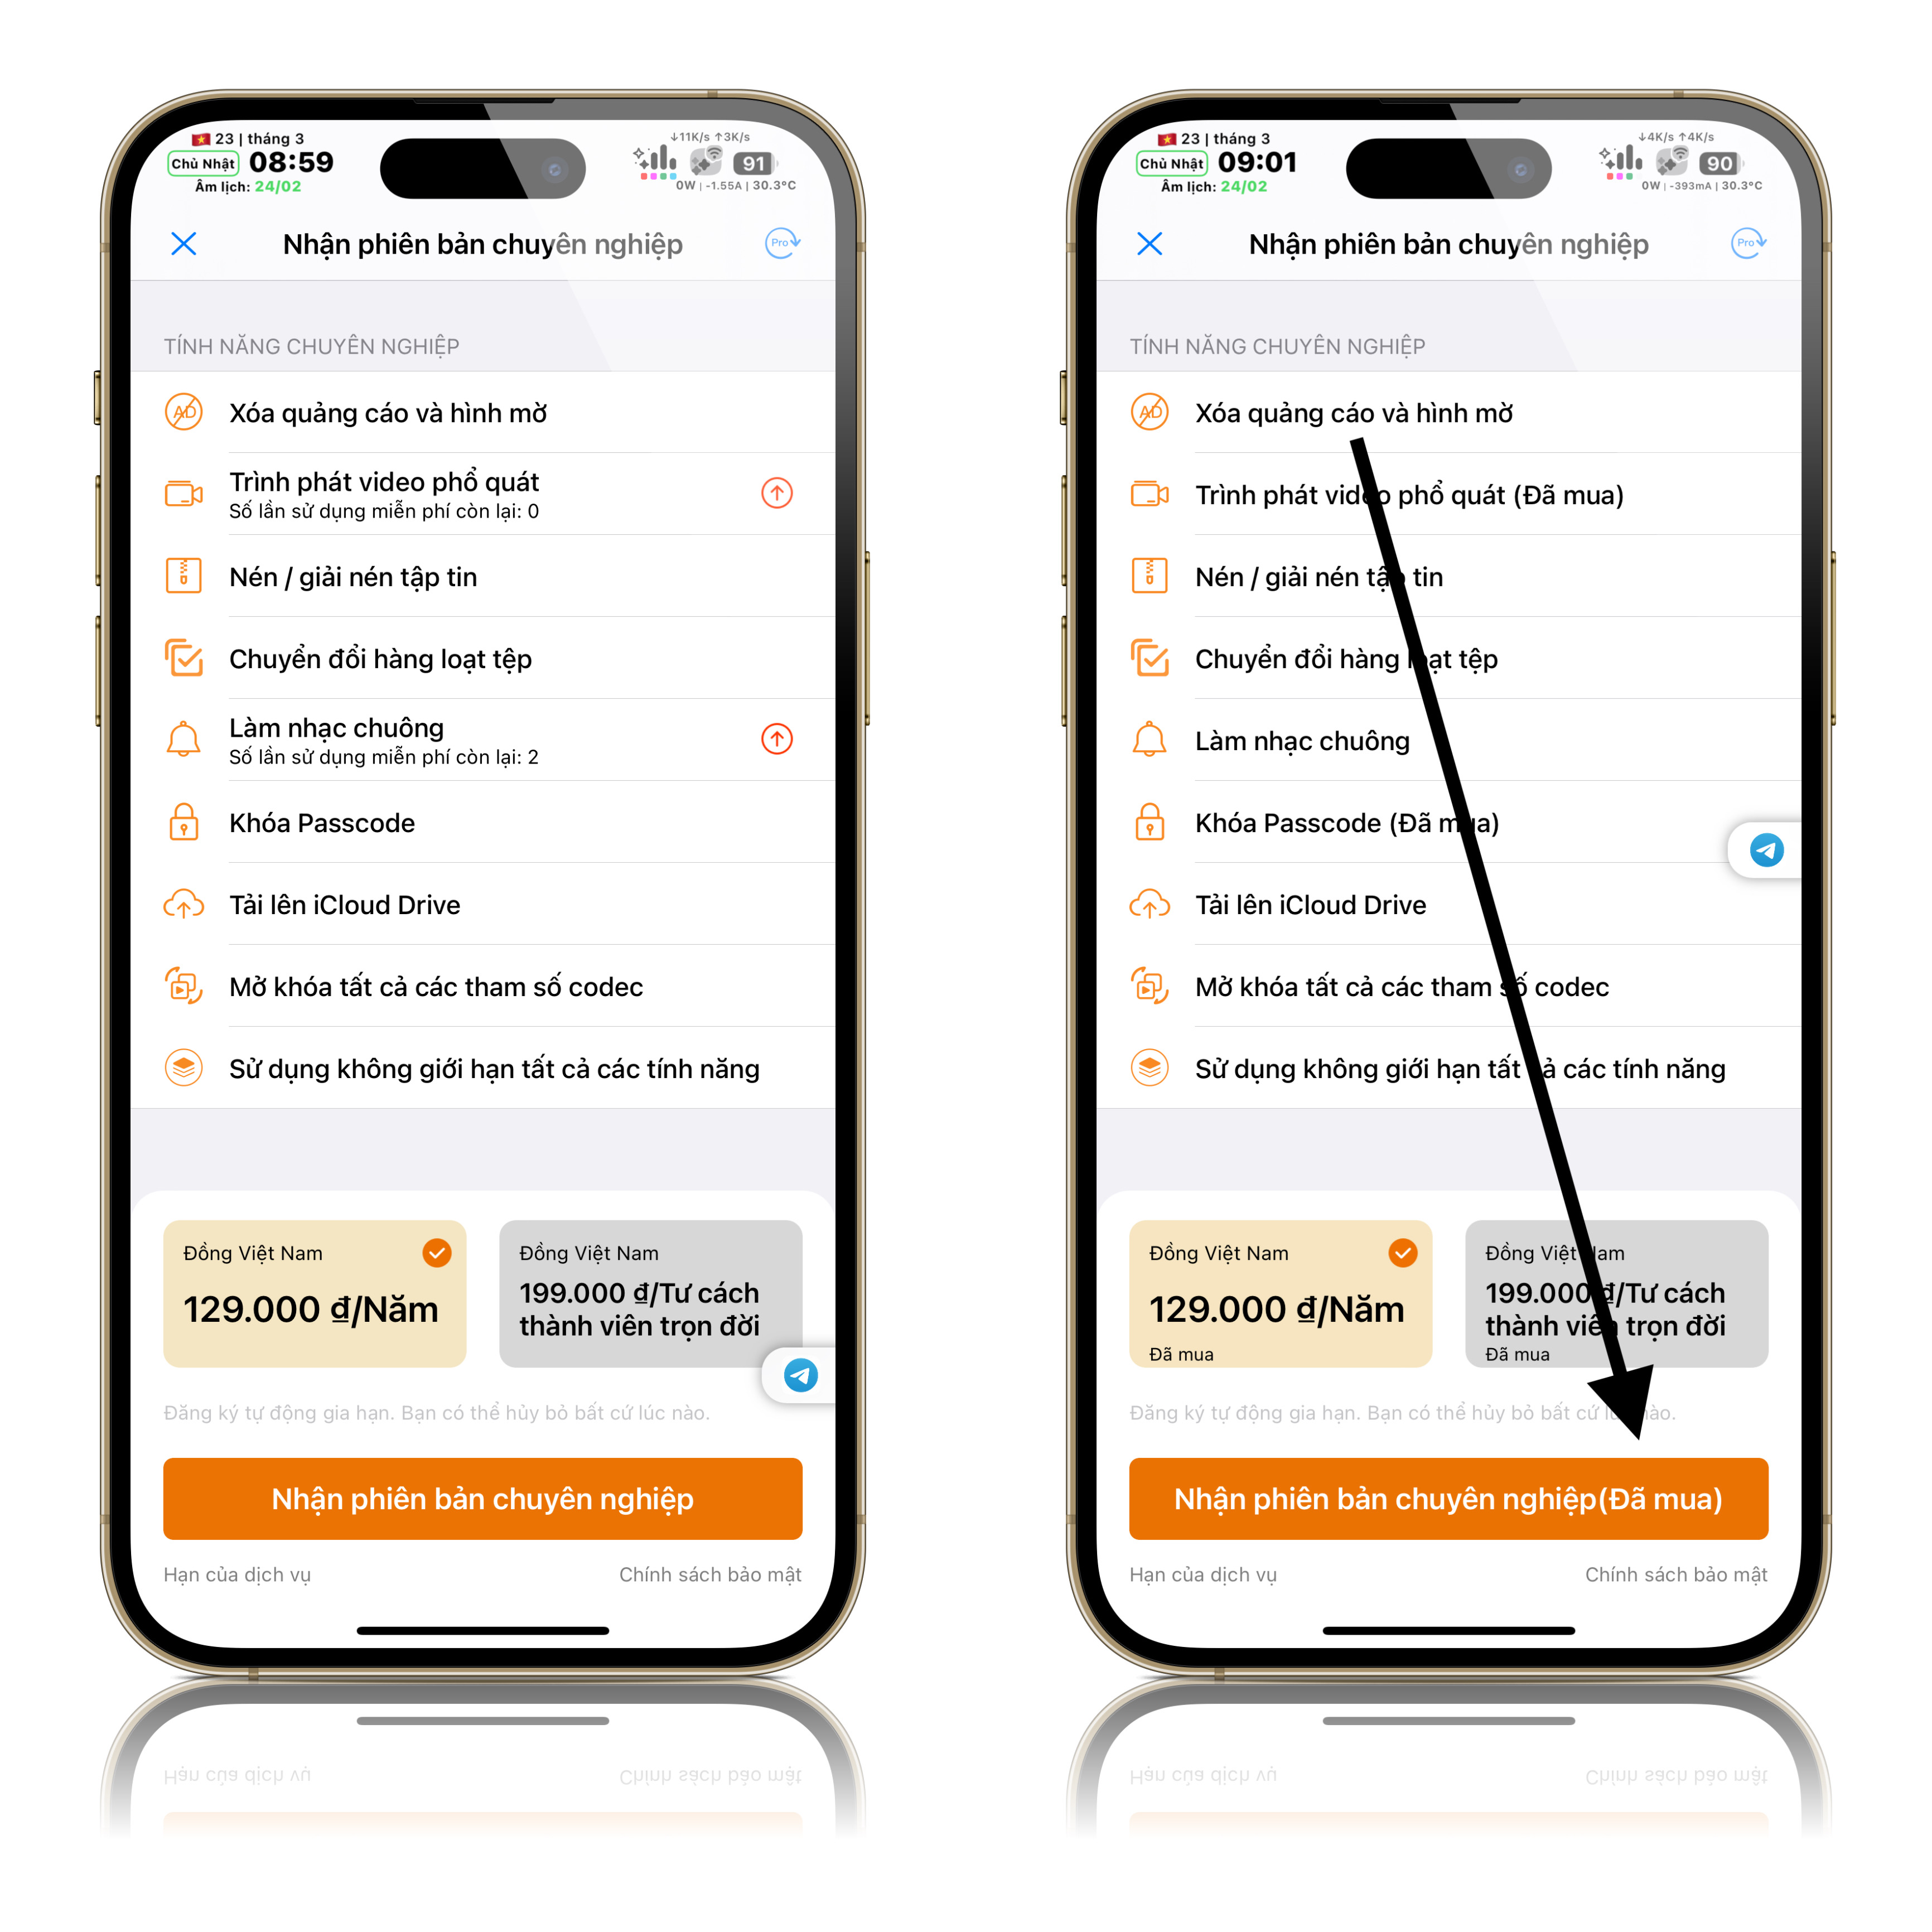 23 | tháng 3
Chủ Nhật 08:59
Âm lịch: 24/02
↓11K/s ↑3K/s
91
0W | -1.55A | 30.3°C
Nhận phiên bản chuyên nghiệp
Pro
TÍNH NĂNG CHUYÊN NGHIỆP
AD
Xóa quảng cáo và hình mờ
Trình phát video phổ quát
Số lần sử dụng miễn phí còn lại: 0
Nén / giải nén tập tin
Chuyển đổi hàng loạt tệp
Làm nhạc chuông
Số lần sử dụng miễn phí còn lại: 2
Khóa Passcode
Tải lên iCloud Drive
Mở khóa tất cả các tham số codec
Sử dụng không giới hạn tất cả các tính năng
Đồng Việt Nam
129.000 ₫/Năm
Đồng Việt Nam
199.000 ₫/Tư cách
thành viên trọn đời
Đăng ký tự động gia hạn. Bạn có thể hủy bỏ bất cứ lúc nào.
Nhận phiên bản chuyên nghiệp
Hạn của dịch vụ
Chính sách bảo mật
23 | tháng 3
Chủ Nhật 09:01
Âm lịch: 24/02
↓4K/s ↑4K/s
90
0W | -393mA | 30.3°C
Nhận phiên bản chuyên nghiệp
Pro
TÍNH NĂNG CHUYÊN NGHIỆP
AD
Xóa quảng cáo và hình mờ
Trình phát video phổ quát (Đã mua)
Nén / giải nén tập tin
Chuyển đổi hàng loạt tệp
Làm nhạc chuông
Khóa Passcode (Đã mua)
Tải lên iCloud Drive
Mở khóa tất cả các tham số codec
Sử dụng không giới hạn tất cả các tính năng
Đồng Việt Nam
129.000 ₫/Năm
Đã mua
Đồng Việt Nam
199.000 ₫/Tư cách
thành viên trọn đời
Đã mua
Đăng ký tự động gia hạn. Bạn có thể hủy bỏ bất cứ lúc nào.
Nhận phiên bản chuyên nghiệp(Đã mua)
Hạn của dịch vụ
Chính sách bảo mật